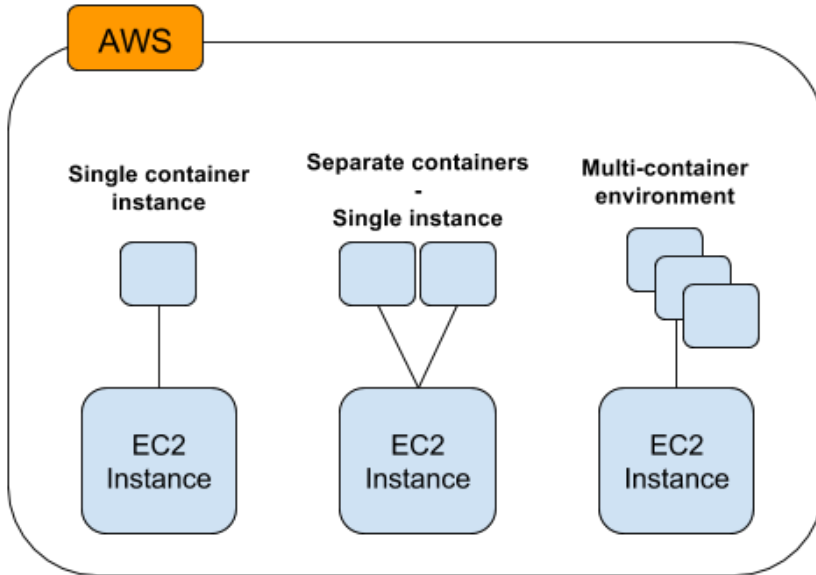 AWS
Single container
instance
Separate containers
-
Single instance
Multi-container
environment
EC2
Instance
EC2
Instance
EC2
Instance